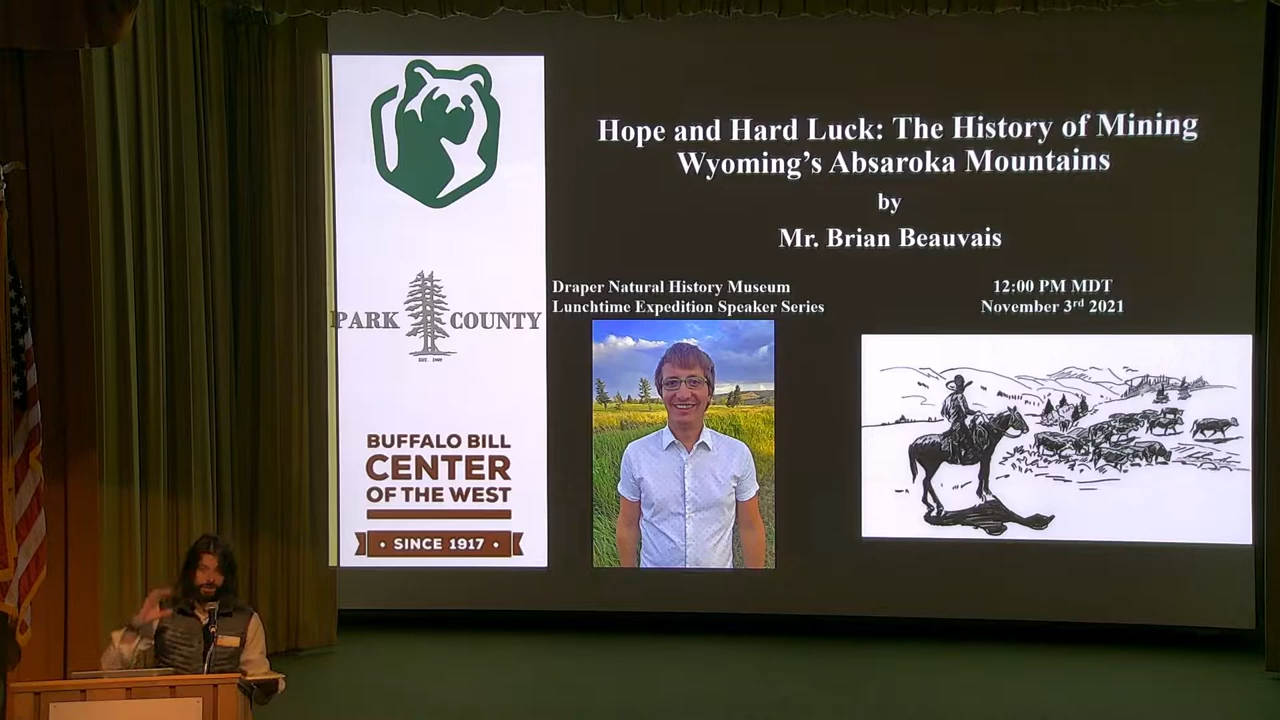 Hope and Hard Luck: The History of Mining
Wyoming's Absaroka Mountains
by
Mr. Brian Beauvais
Draper Natural History Museum
Lunchtime Expedition Speaker Series
12:00 PM MDT
November 3rd 2021
PARK COUNTY
BUFFALO BILL
CENTER
OF THE WEST
• SINCE 1917 •